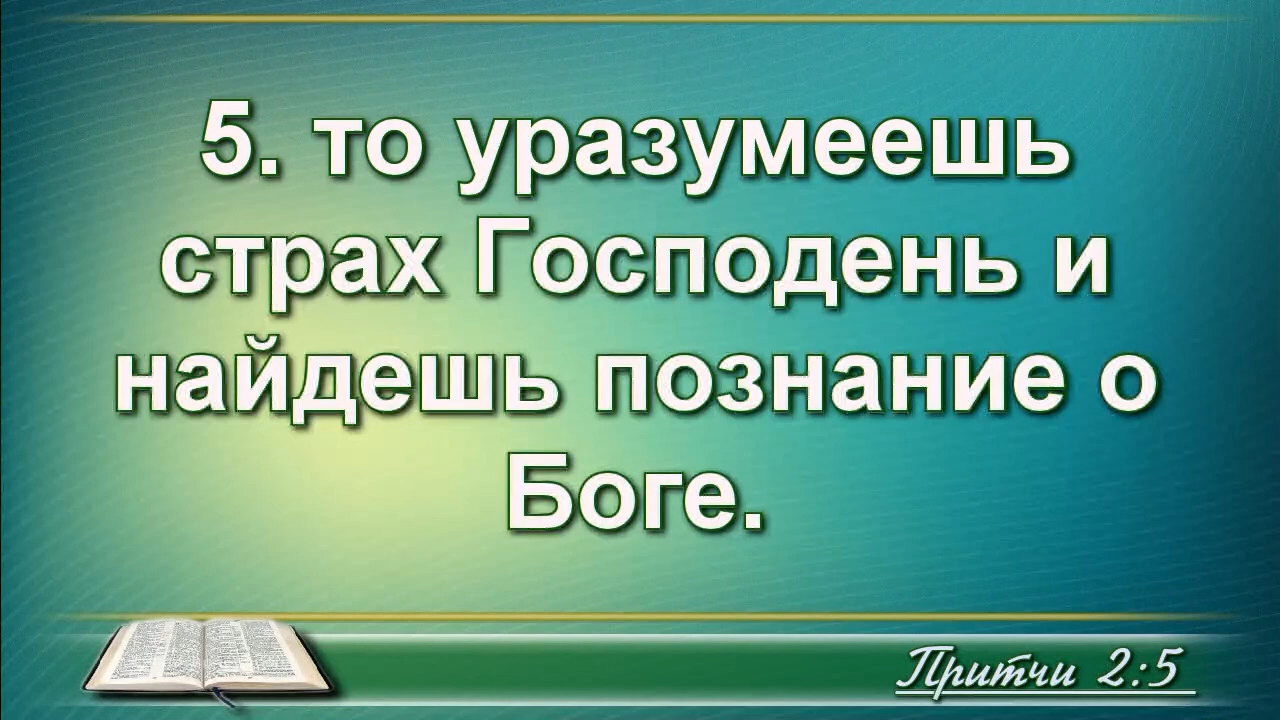 5. то уразумеешь
страх Господень и
найдешь познание о
Боге.
Притчи 2:5